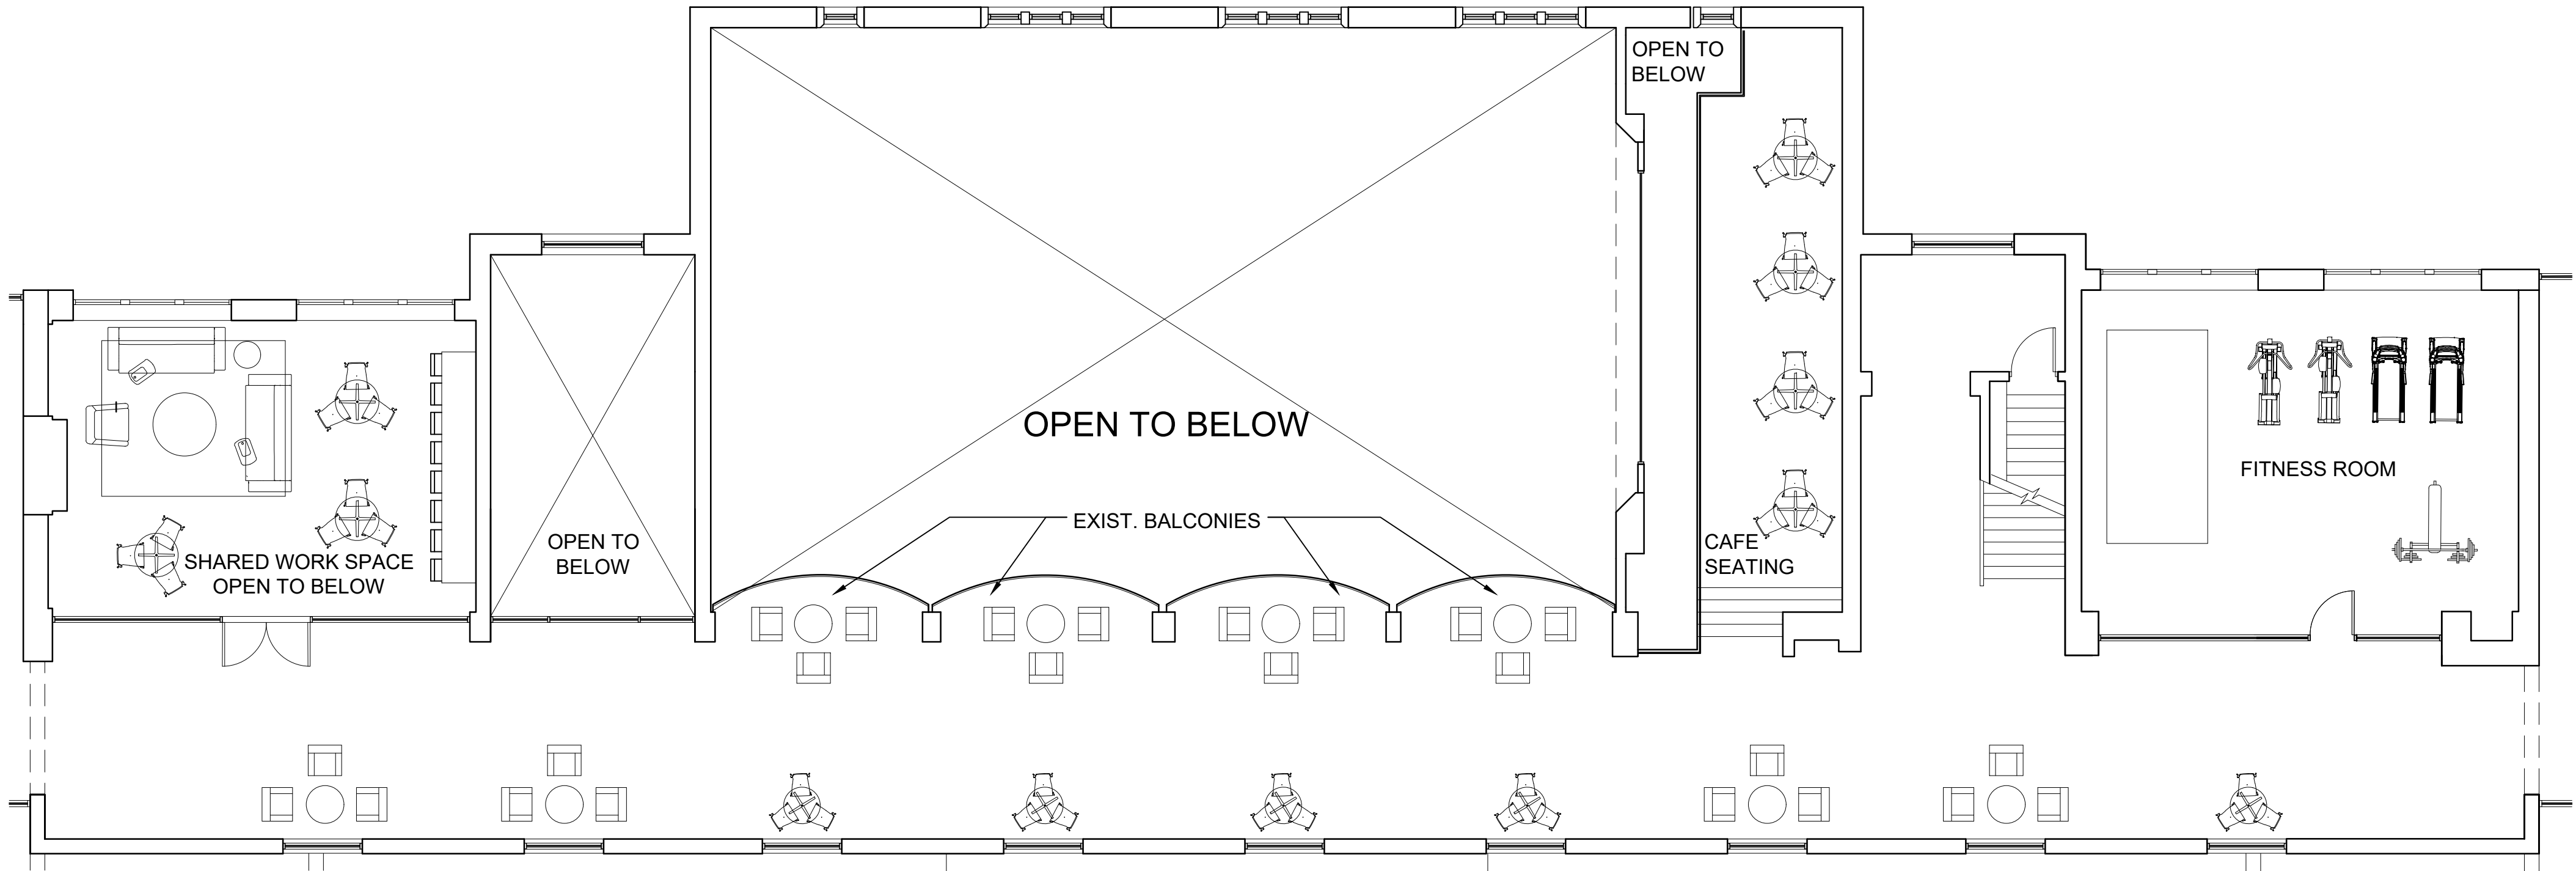 OPEN TO
BELOW
OPEN TO BELOW
FITNESS ROOM
EXIST. BALCONIES
OPEN TO
BELOW
CAFE
SEATING
SHARED WORK SPACE
OPEN TO BELOW